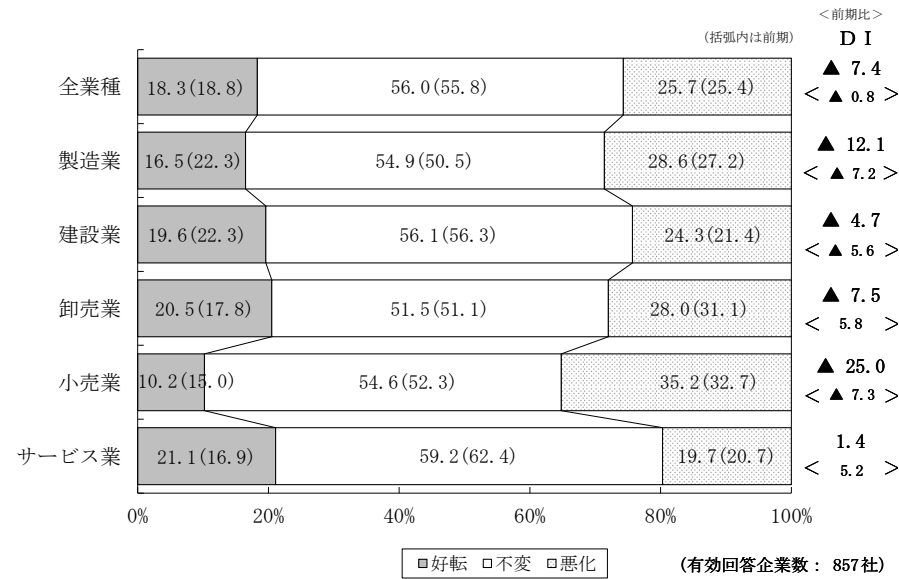 ＜前期比＞
(括弧内は前期) ＤＩ
全業種 18.3(18.8) 56.0(55.8) 25.7(25.4) ▲ 7.4
＜ ▲ 0.8 ＞
製造業 16.5(22.3) 54.9(50.5) 28.6(27.2) ▲ 12.1
＜ ▲ 7.2 ＞
建設業 19.6(22.3) 56.1(56.3) 24.3(21.4) ▲ 4.7
＜ ▲ 5.6 ＞
卸売業 20.5(17.8) 51.5(51.1) 28.0(31.1) ▲ 7.5
＜ 5.8 ＞
小売業 10.2(15.0) 54.6(52.3) 35.2(32.7) ▲ 25.0
＜ ▲ 7.3 ＞
サービス業 21.1(16.9) 59.2(62.4) 19.7(20.7) 1.4
＜ 5.2 ＞
0% 20% 40% 60% 80% 100%
好転 不変 悪化
(有効回答企業数： 857社)